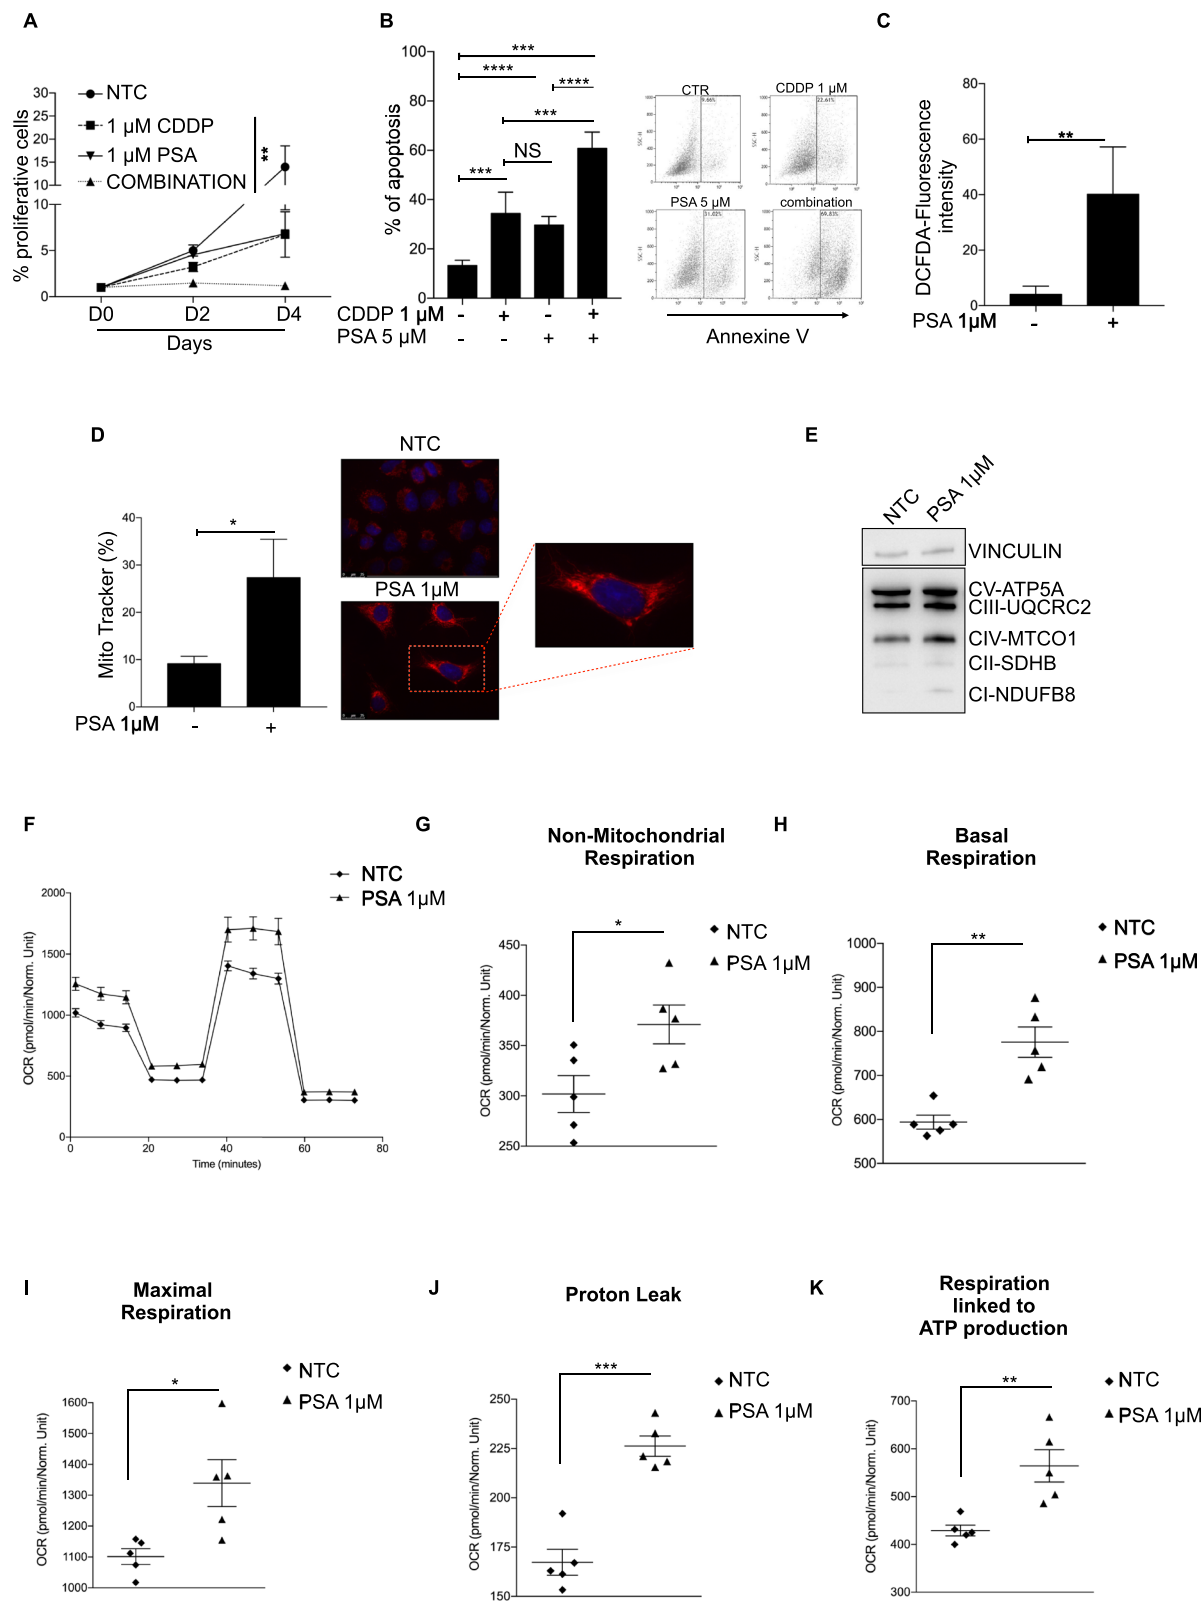 A
NTC
1 µM CDDP
1 µM PSA
COMBINATION
**
30
25
20
15
10
10
5
0
% proliferative cells
D0 D2 D4
Days
B
100
80
60
40
20
0
% of apoptosis
***
****
****
***
NS
***
CDDP 1 µM - + - +
PSA 5 µM - - + +
CTR
9.66%
CDDP 1 µM
22.61%
PSA 5 µM
31.02%
combination
69.83%
SSC-H
Annexine V
C
80
60
40
20
0
DCFDA-Fluorescence
intensity
**
PSA 1µM - +
D
40
30
20
10
0
Mito Tracker (%)
*
PSA 1µM - +
NTC
PSA 1µM
E
NTC
PSA 1µM
VINCULIN
CV-ATP5A
CIII-UQCRC2
CIV-MTCO1
CII-SDHB
CI-NDUFB8
F
NTC
PSA 1µM
2000
1500
1000
500
0
OCR (pmol/min/Norm. Unit)
0 20 40 60 80
Time (minutes)
G
Non-Mitochondrial
Respiration
*
NTC
PSA 1µM
450
400
350
300
250
OCR (pmol/min/Norm. Unit)
H
Basal
Respiration
**
NTC
PSA 1µM
1000
900
800
700
600
500
OCR (pmol/min/Norm. Unit)
I
Maximal
Respiration
*
NTC
PSA 1µM
1600
1500
1400
1300
1200
1100
1000
OCR (pmol/min/Norm. Unit)
J
Proton Leak
***
NTC
PSA 1µM
250
225
200
175
150
OCR (pmol/min/Norm. Unit)
K
Respiration
linked to
ATP production
**
NTC
PSA 1µM
700
600
500
400
300
OCR (pmol/min/Norm. Unit)